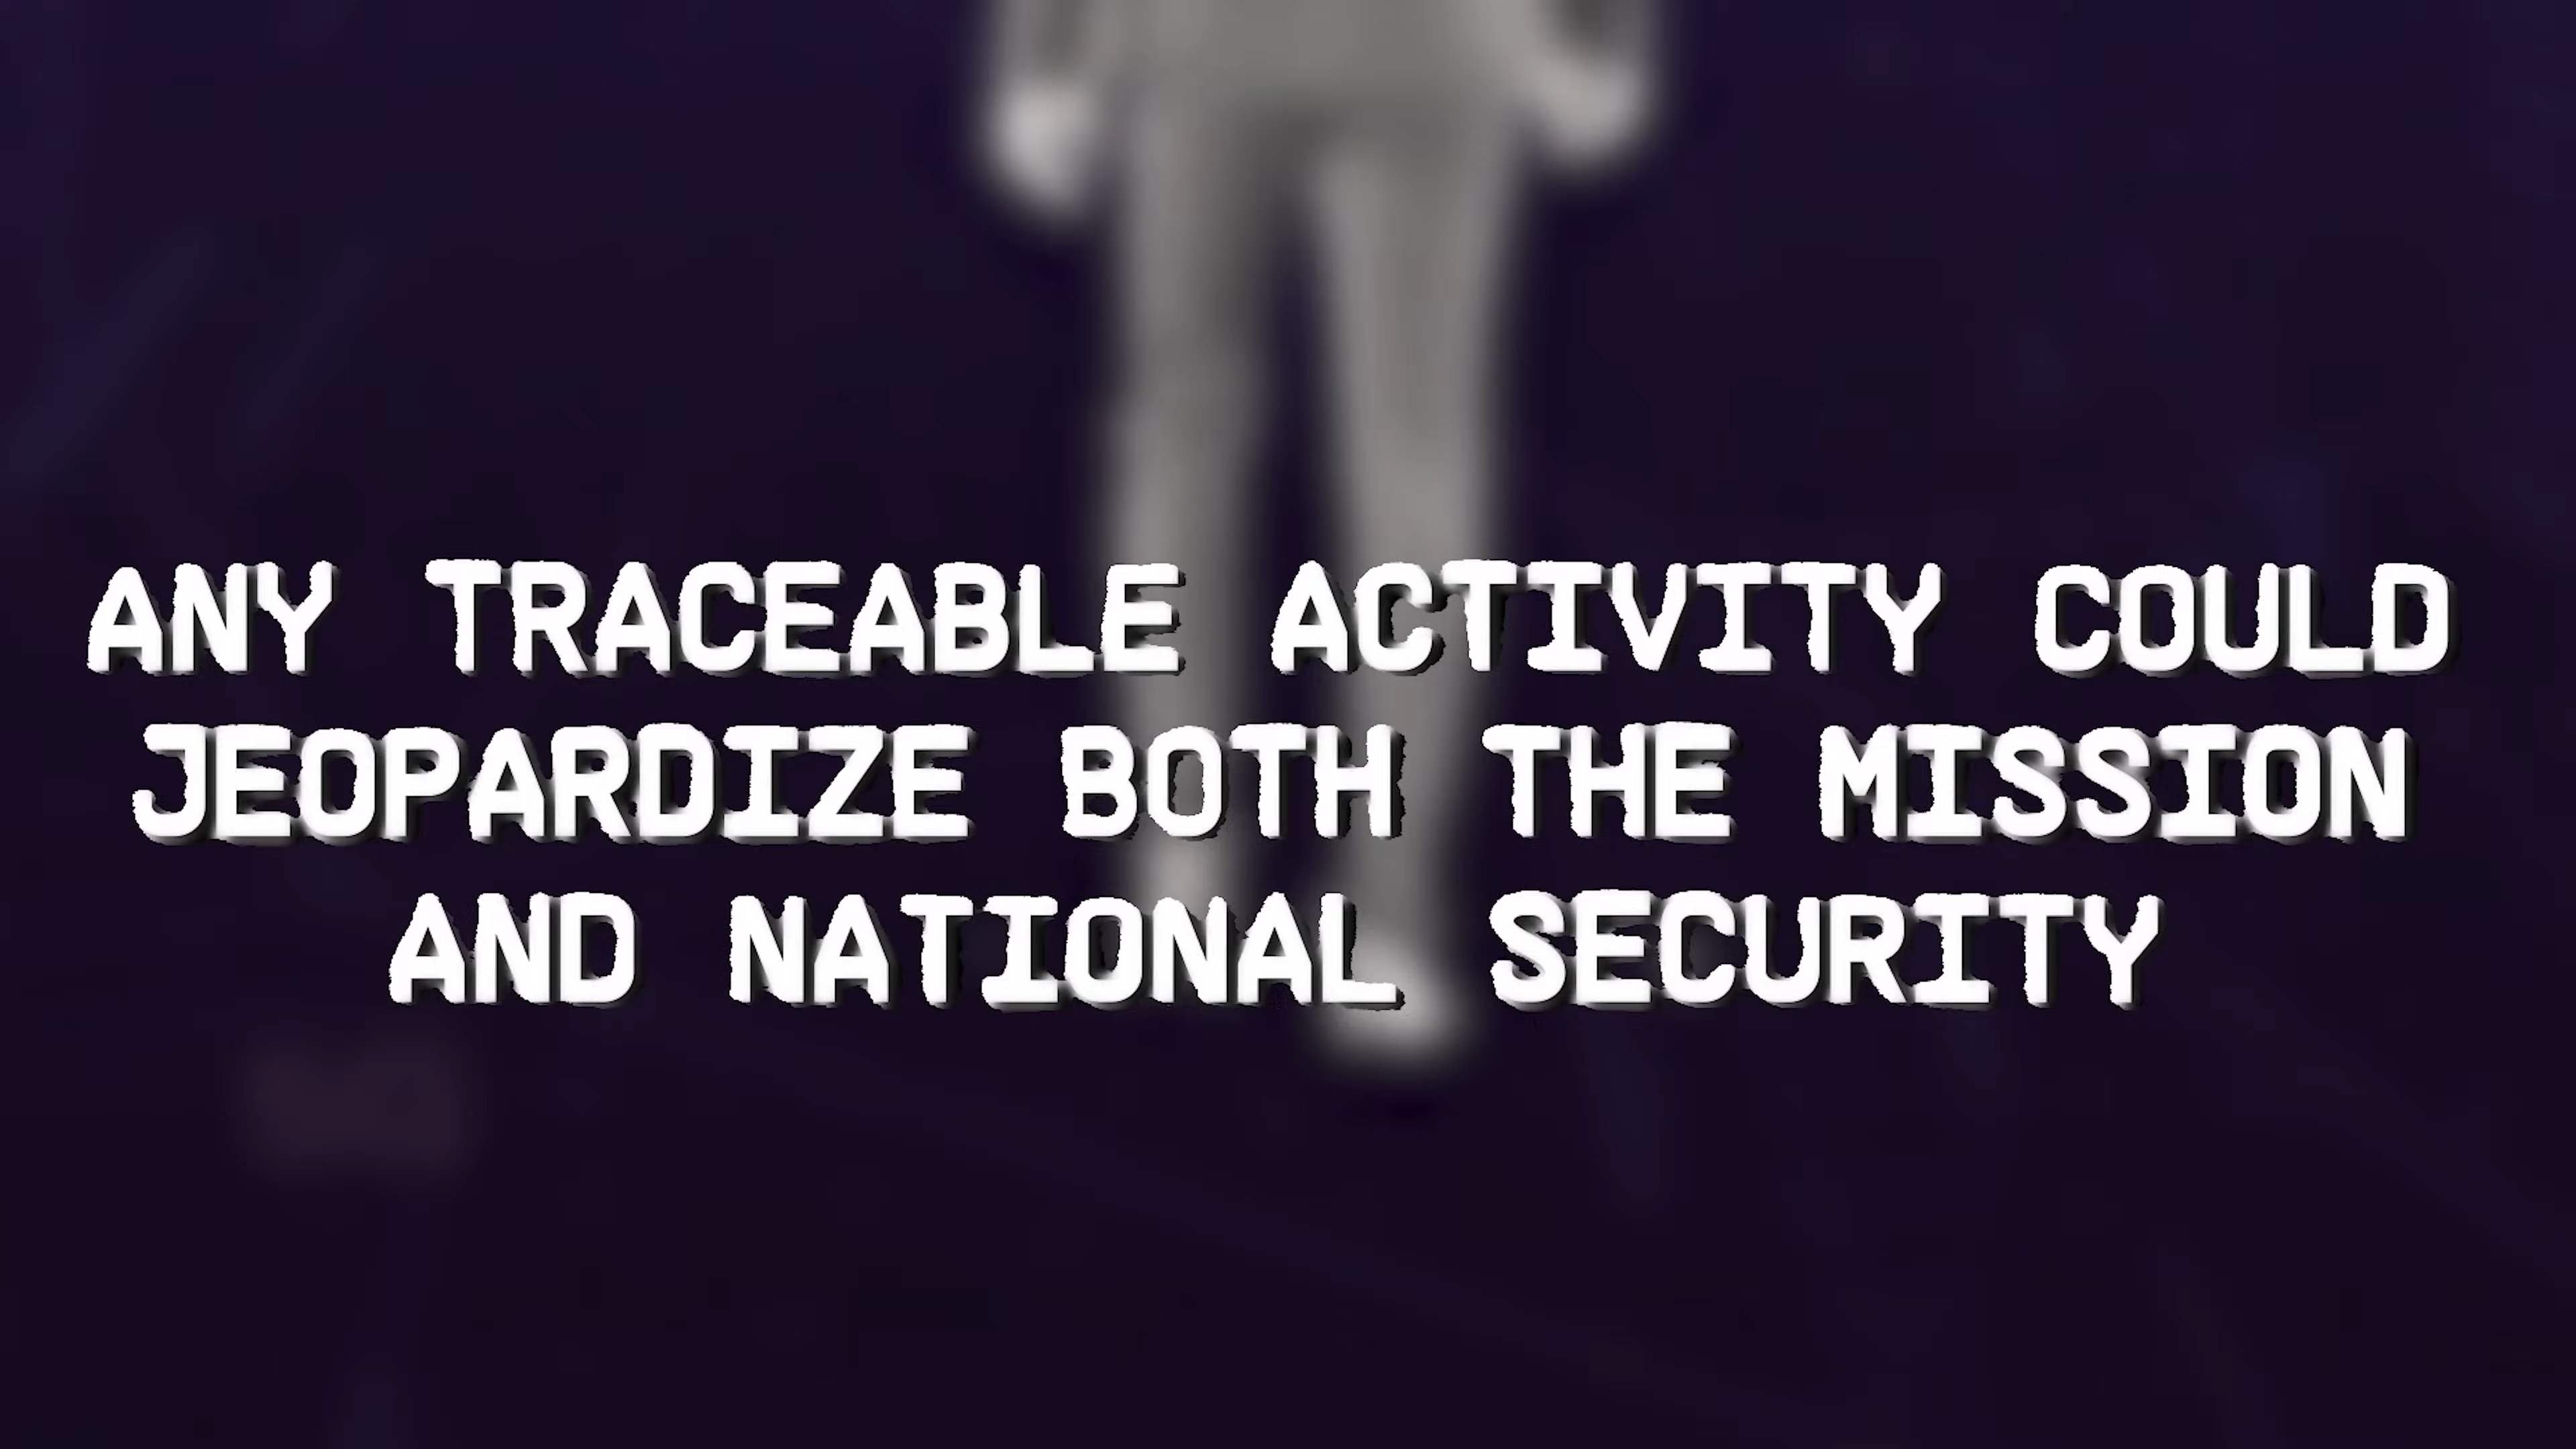 ANY TRACEABLE ACTIVITY COULD
JEOPARDIZE BOTH THE MISSION
AND NATIONAL SECURITY